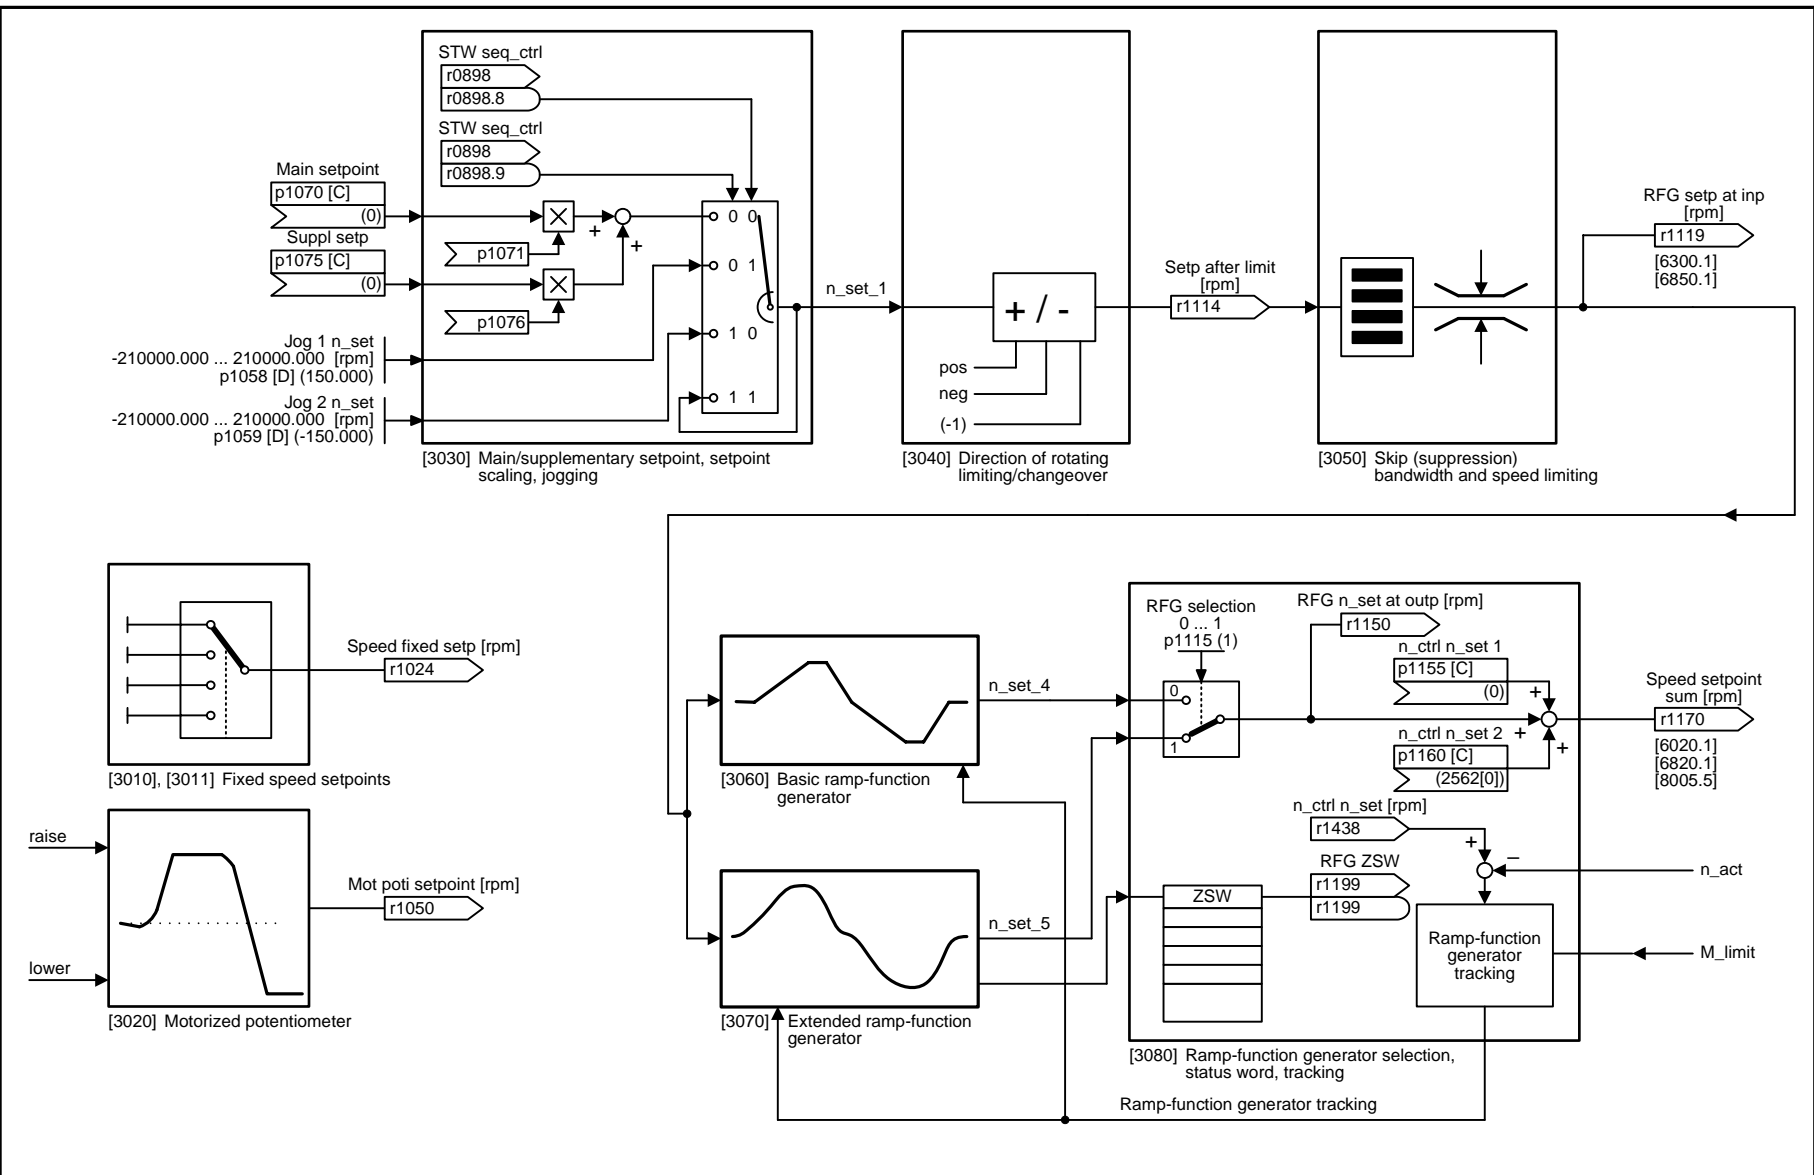 STW seq_ctrl
r0898
r0898.8
STW seq_ctrl
r0898
r0898.9
Main setpoint
p1070 [C]
(0)
Suppl setp
p1075 [C]
(0)
p1071
p1076
+
+
0 0
0 1
1 0
1 1
Jog 1 n_set
-210000.000 ... 210000.000 [rpm]
p1058 [D] (150.000)
Jog 2 n_set
-210000.000 ... 210000.000 [rpm]
p1059 [D] (-150.000)
[3030] Main/supplementary setpoint, setpoint
scaling, jogging
n_set_1
+ / -
pos
neg
(-1)
[3040] Direction of rotating
limiting/changeover
Setp after limit
[rpm]
r1114
[3050] Skip (suppression)
bandwidth and speed limiting
RFG setp at inp
[rpm]
r1119
[6300.1]
[6850.1]
Speed fixed setp [rpm]
r1024
[3010], [3011] Fixed speed setpoints
raise
lower
Mot poti setpoint [rpm]
r1050
[3020] Motorized potentiometer
n_set_4
[3060] Basic ramp-function
generator
n_set_5
[3070] Extended ramp-function
generator
RFG selection
0 ... 1
p1115 (1)
0
1
RFG n_set at outp [rpm]
r1150
n_ctrl n_set 1
p1155 [C]
(0)
+
+
+
n_ctrl n_set 2
p1160 [C]
(2562[0])
Speed setpoint
sum [rpm]
r1170
[6020.1]
[6820.1]
[8005.5]
n_ctrl n_set [rpm]
r1438
+
–
n_act
RFG ZSW
r1199
r1199
ZSW
Ramp-function
generator
tracking
M_limit
[3080] Ramp-function generator selection,
status word, tracking
Ramp-function generator tracking